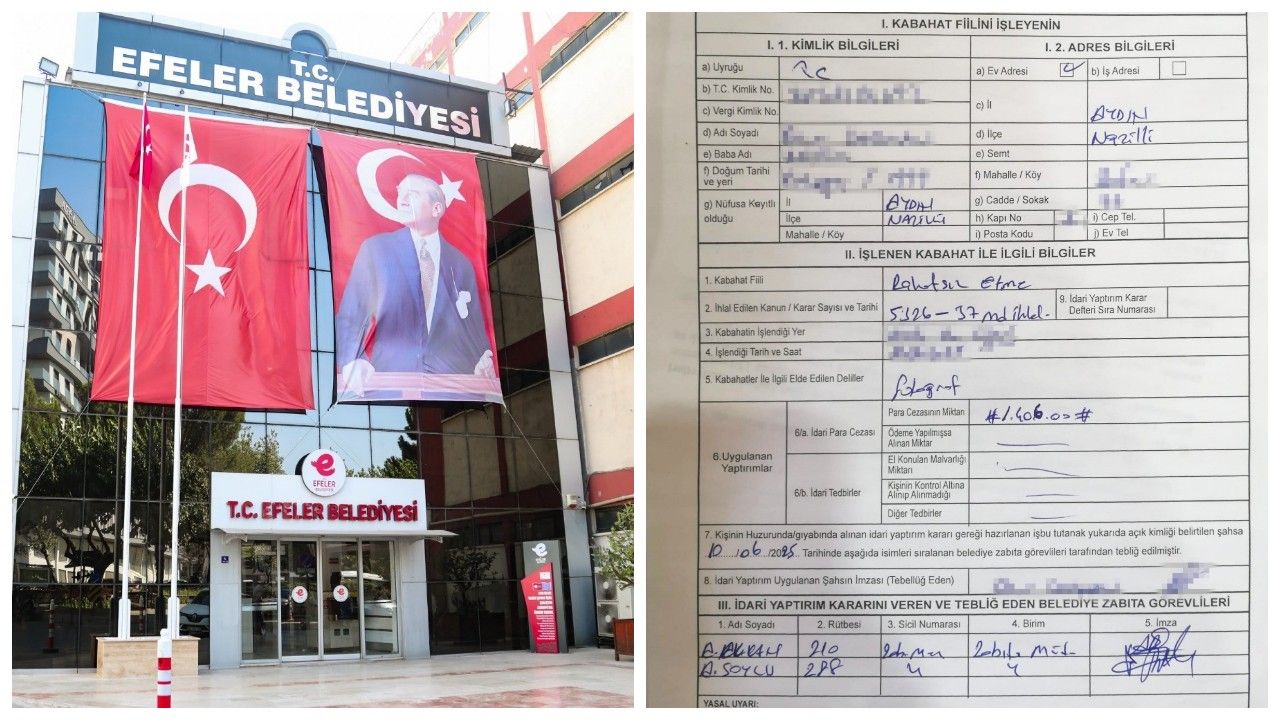 T.C.
EFELER BELEDİYESİ
e
EFELER
T.C. EFELER BELEDİYESİ
I. KABAHAT FİİLİNİ İŞLEYENİN
I. 1. KİMLİK BİLGİLERİ
I. 2. ADRES BİLGİLERİ
a) Uyruğu
TC
a) Ev Adresi
b) İş Adresi
b) T.C. Kimlik No.
c) Vergi Kimlik No.
c) İl
AYDIN
d) Adı Soyadı
d) İlçe
Nazilli
e) Baba Adı
e) Semt
f) Doğum Tarihi
ve yeri
f) Mahalle / Köy
g) Nüfusa Keyıtlı
olduğu
İl
AYDIN
g) Cadde / Sokak
İlçe
NAZİLLİ
h) Kapı No
i) Cep Tel.
Mahalle / Köy
i) Posta Kodu
j) Ev Tel
II. İŞLENEN KABAHAT İLE İLGİLİ BİLGİLER
1. Kabahat Fiili
Rahatsız Etme
2. İhlal Edilen Kanun / Karar Sayısı ve Tarihi
5326-37 md ihlal.
9. İdari Yaptırım Karar
Defteri Sıra Numarası
3. Kabahatin İşlendiği Yer
4. İşlendiği Tarih ve Saat
5. Kabahatler İle İlgili Elde Edilen Deliller
fotoğraf
6.Uygulanan
Yaptırımlar
6/a. İdari Para Cezası
Para Cezasının Miktarı
#1.406.00#
Ödeme Yapılmışsa
Alınan Miktar
6/b. İdari Tedbirler
El Konulan Malvarlığı
Miktarı
Kişinin Kontrol Altına
Alınıp Alınmadığı
Diğer Tedbirler
7. Kişinin Huzurunda/gıyabında alınan idari yaptırım kararı gereği hazırlanan işbu tutanak yukarıda açık kimliği belirtilen şahsa
10...../06./2025.. Tarihinde aşağıda isimleri sıralanan belediye zabıta görevlileri tarafından tebliğ edilmiştir.
8. İdari Yaptırım Uygulanan Şahsın İmzası (Tebellüğ Eden)
III. İDARİ YAPTIRIM KARARINI VEREN VE TEBLİĞ EDEN BELEDİYE ZABITA GÖREVLİLERİ
1. Adı Soyadı
2. Rütbesi
3. Sicil Numarası
4. Birim
5. İmza
210
Zabıta Müd.
A. SOYLU
288
YASAL UYARI: